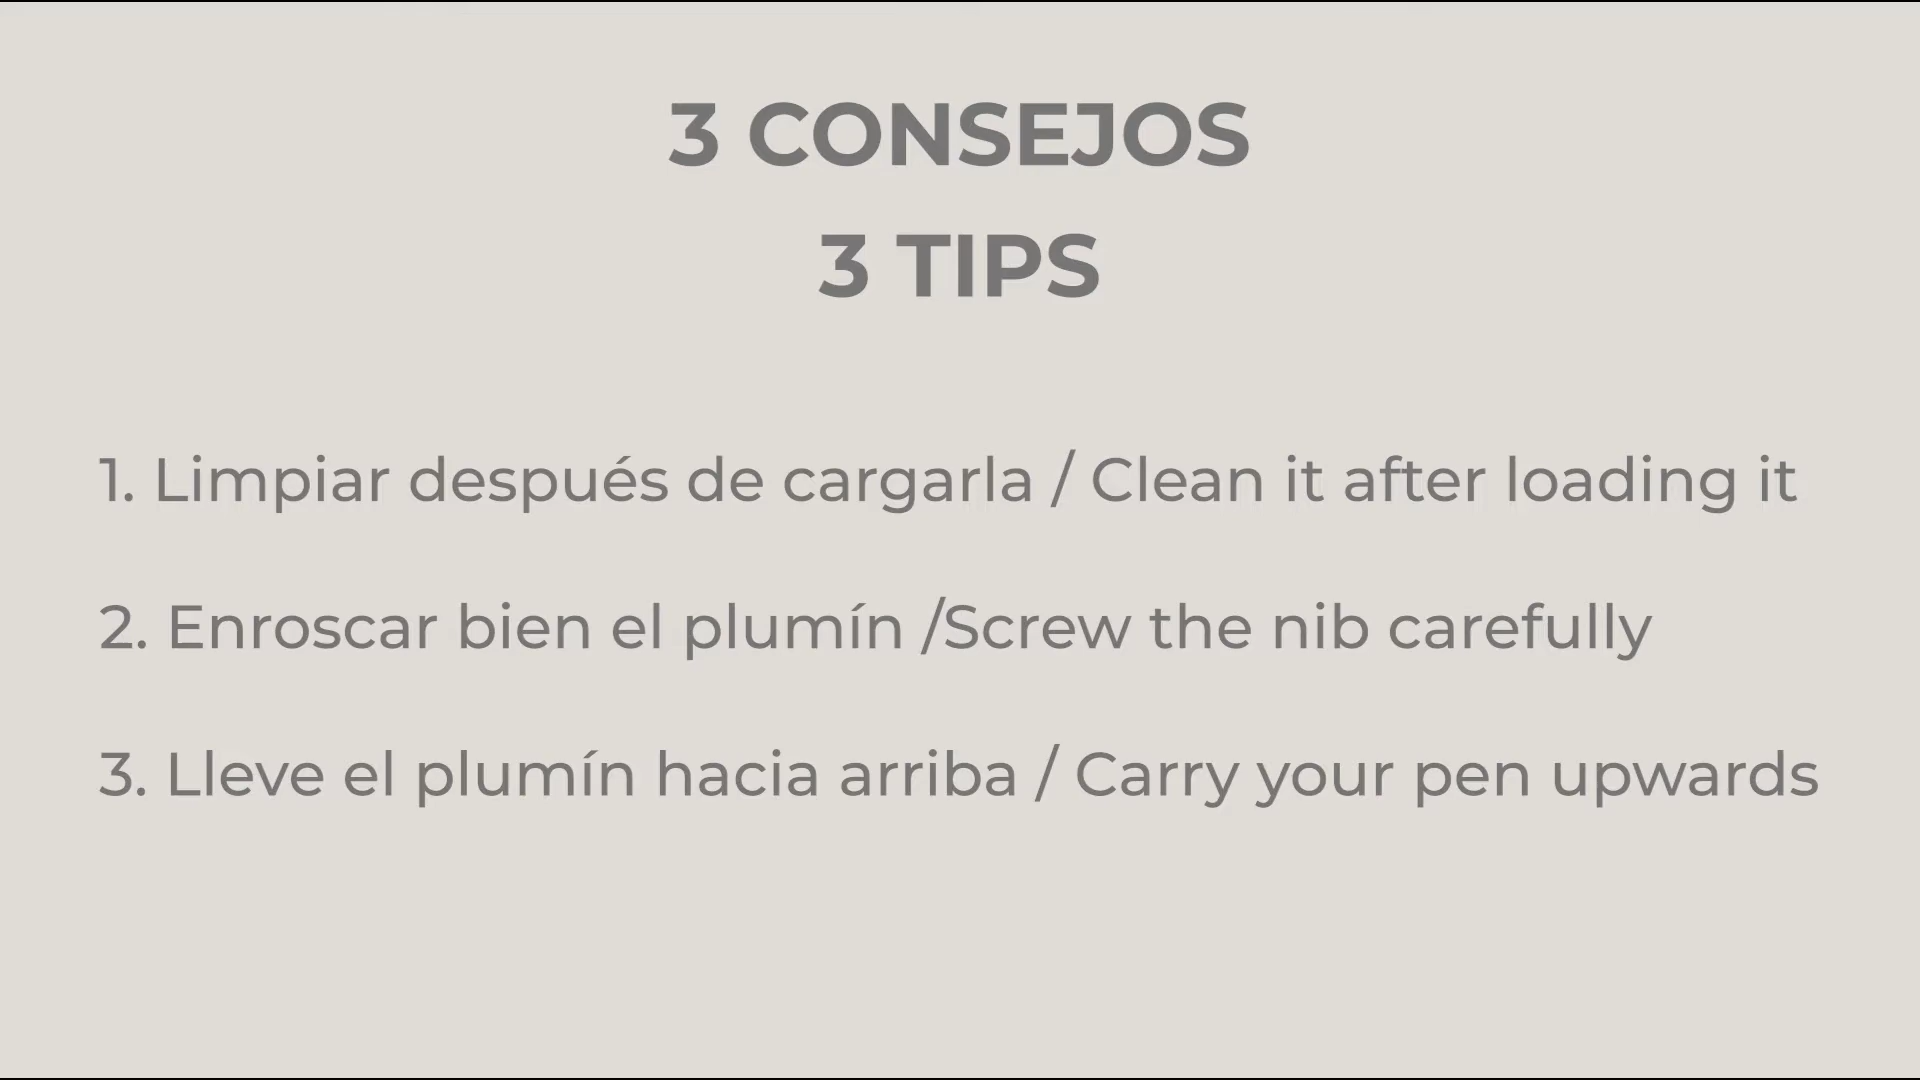 3 CONSEJOS
3 TIPS
1. Limpiar después de cargarla / Clean it after loading it
2. Enroscar bien el plumín /Screw the nib carefully
3. Lleve el plumín hacia arriba / Carry your pen upwards